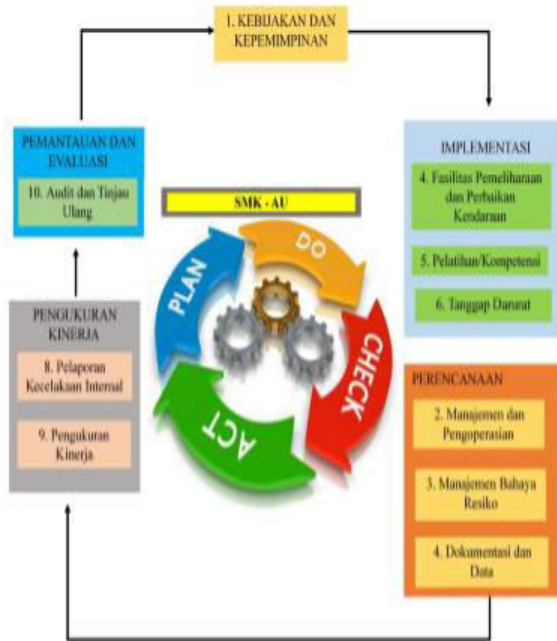 1. KEBIJAKAN DAN
KEPEMIMPINAN
PEMANTAUAN DAN
EVALUASI
10. Audit dan Tinjau
Ulang
IMPLEMENTASI
4. Fasilitas Pemeliharaan
dan Perbaikan
Kendaraan
5. Pelatihan/Kompetensi
6. Tanggap Darurat
SMK - AU
PLAN
DO
CHECK
ACT
PENGUKURAN
KINERJA
8. Pelaporan
Kecelakaan Internal
9. Pengukuran
Kinerja
PERENCANAAN
2. Manajemen dan
Pengoperasian
3. Manajemen Bahaya
Resiko
4. Dokumentasi dan
Data